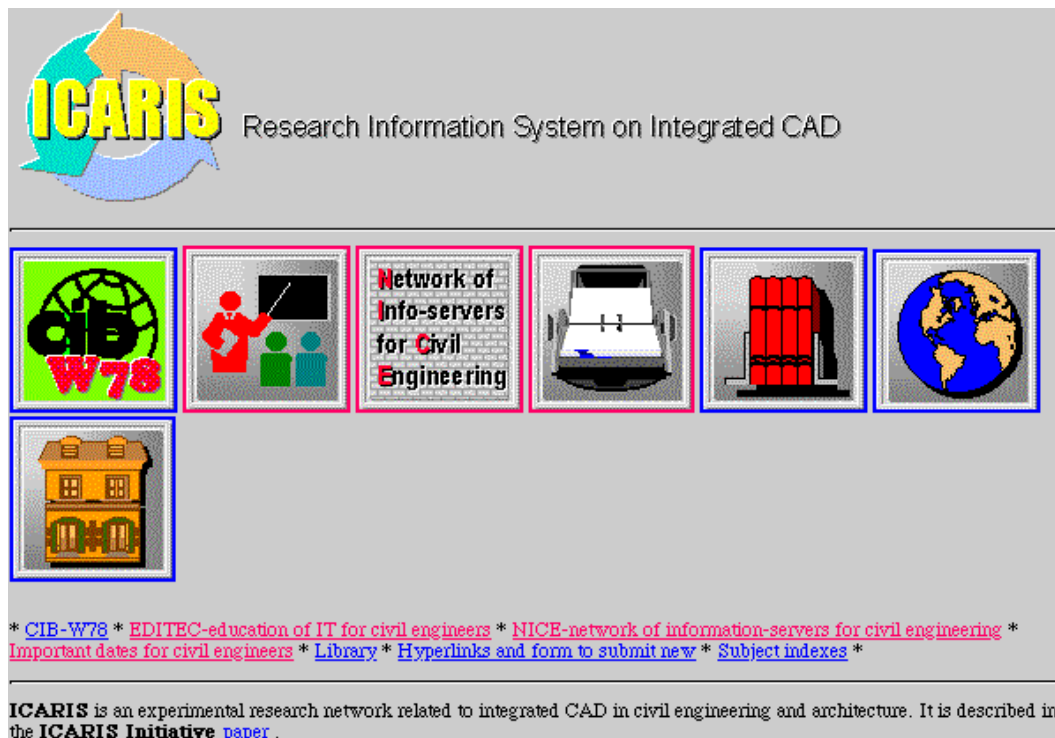 ICARIS
Research Information System on Integrated CAD
cib
W78
Network of
Info-servers
for Civil
Engineering
* CIB-W78 * EDITEC-education of IT for civil engineers * NICE-network of information-servers for civil engineering *
Important dates for civil engineers * Library * Hyperlinks and form to submit new * Subject indexes *
ICARIS is an experimental research network related to integrated CAD in civil engineering and architecture. It is described in
the ICARIS Initiative paper .